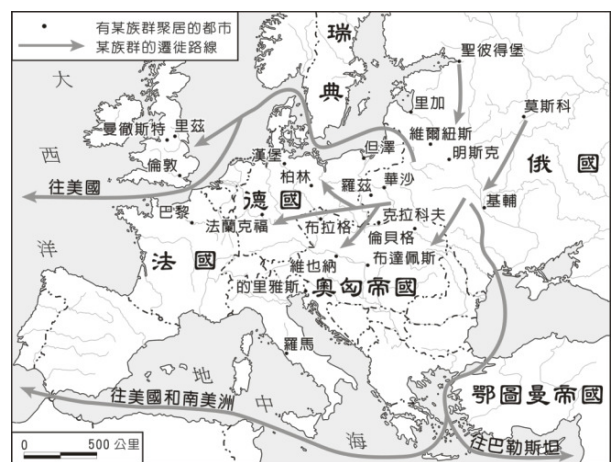 有某族群聚居的都市
某族群的遷徙路線
瑞典
聖彼得堡
大西洋
里加
莫斯科
曼徹斯特
里茲
維爾紐斯
但澤
明斯克
俄國
漢堡
倫敦
柏林
華沙
羅茲
往美國
德國
基輔
巴黎
法蘭克福
克拉科夫
布拉格
倫貝格
法國
維也納
布達佩斯
的里雅斯
奧匈帝國
羅馬
地中海
往美國和南美洲
鄂圖曼帝國
往巴勒斯坦
0 500 公里